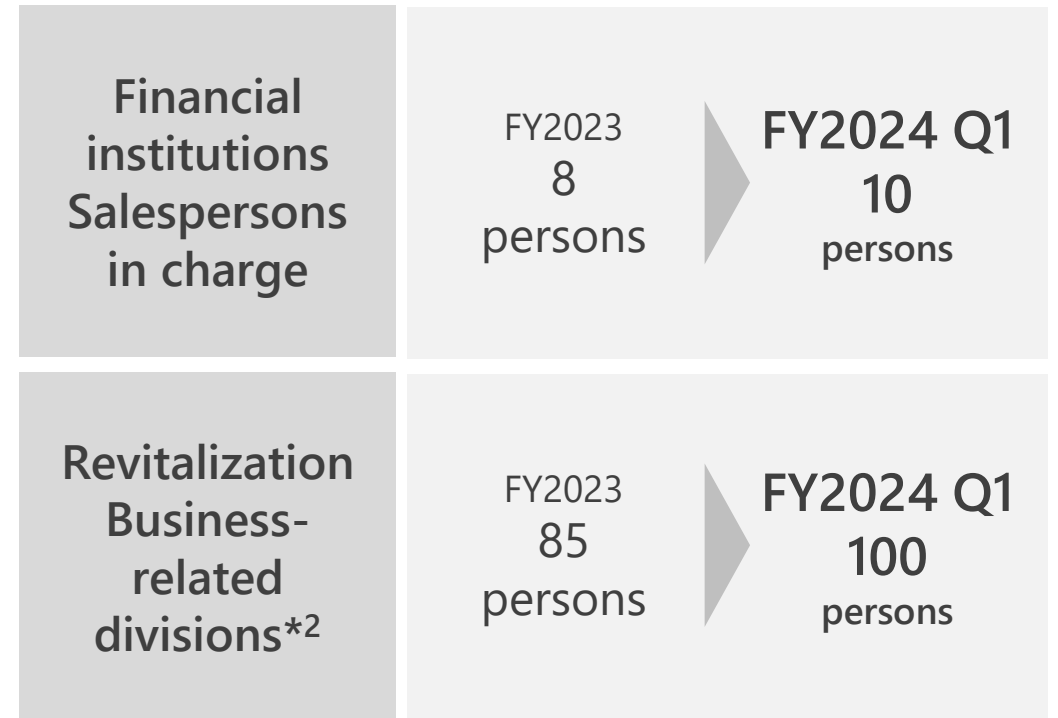 Financial
institutions
Salespersons
in charge
FY2023
8
persons
FY2024 Q1
10
persons
Revitalization
Business-
related
divisions*2
FY2023
85
persons
FY2024 Q1
100
persons